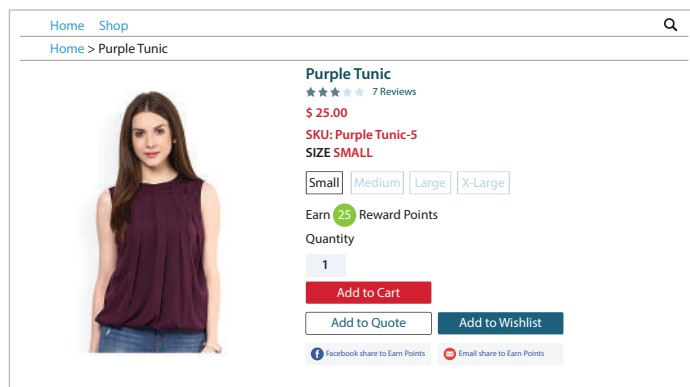 Home Shop
Home > Purple Tunic
Purple Tunic
7 Reviews
$ 25.00
SKU: Purple Tunic-5
SIZE SMALL
Small Medium Large X-Large
Earn 25 Reward Points
Quantity
1
Add to Cart
Add to Quote Add to Wishlist
Facebook share to Earn Points Email share to Earn Points